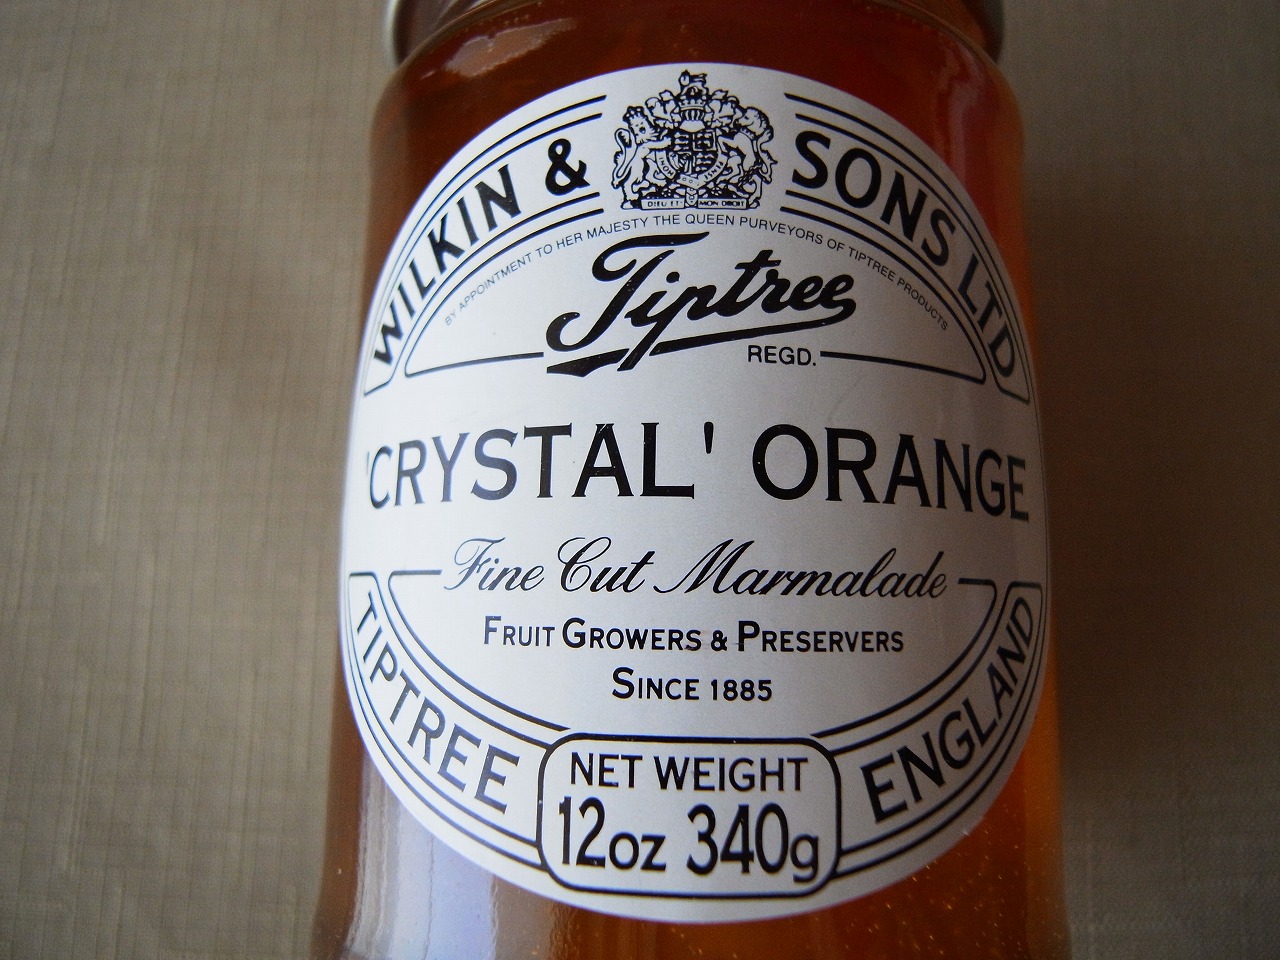 WILKIN & SONS LTD
DIEU ET MON DROIT
BY APPOINTMENT TO HER MAJESTY THE QUEEN PURVEYORS OF TIPTREE PRODUCTS
Tiptree
REGD.
'CRYSTAL' ORANGE
Fine Cut Marmalade
FRUIT GROWERS & PRESERVERS
SINCE 1885
TIPTREE ENGLAND
NET WEIGHT
12oz 340g